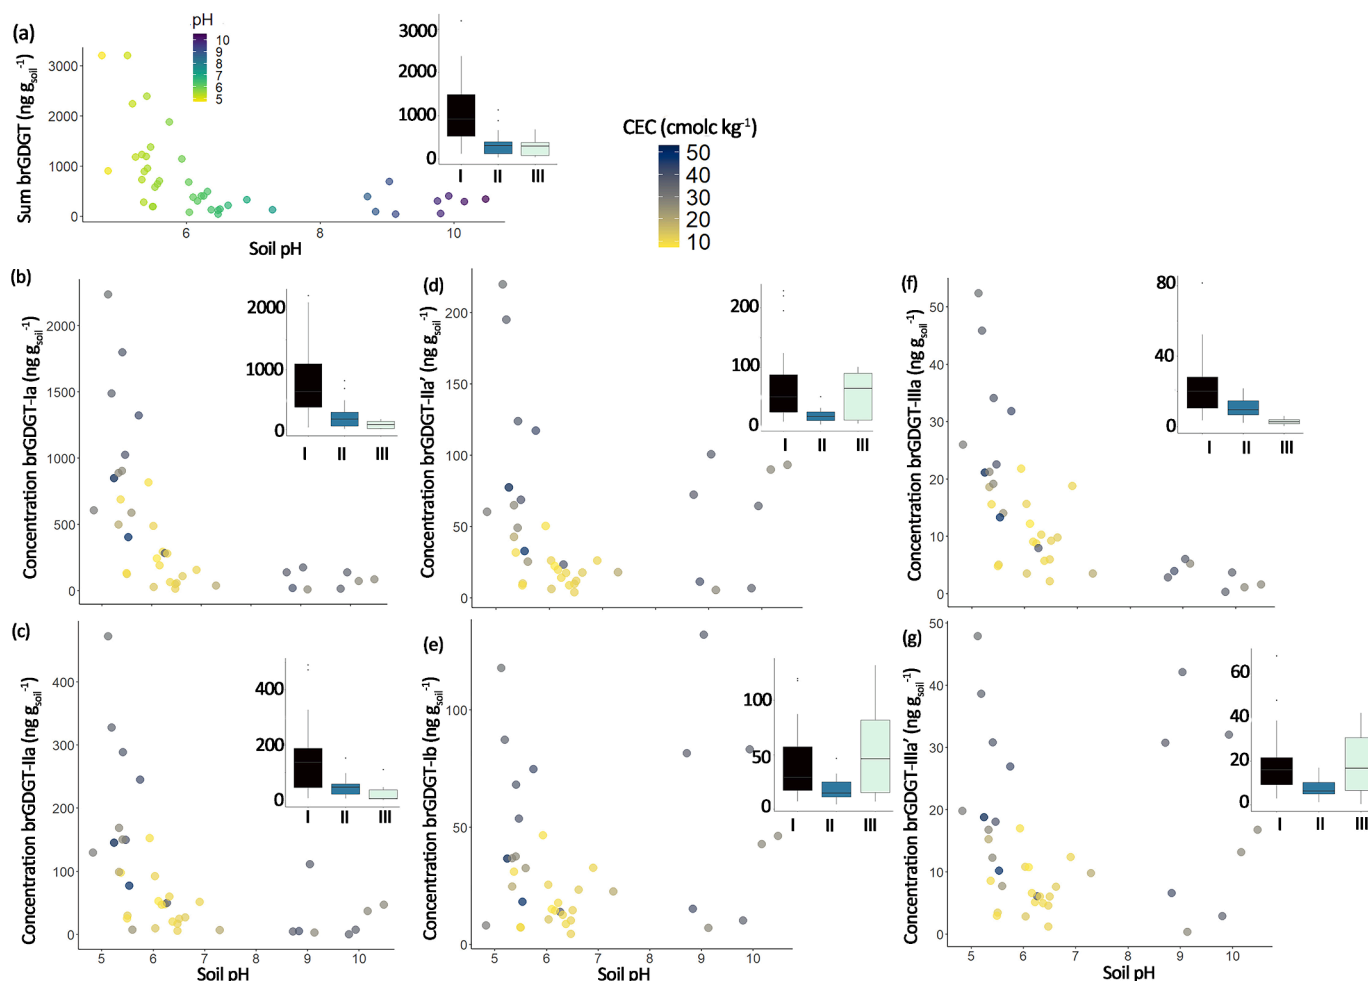 (a)
pH
10
9
8
7
6
5
Sum brGDGT (ng g_soil^-1)
3000
2000
1000
0
6
8
10
Soil pH
3000
2000
1000
0
I II III
CEC (cmolc kg^-1)
50
40
30
20
10
(b)
Concentration brGDGT-Ia (ng g_soil^-1)
2000
1500
1000
500
0
2000
1000
0
I II III
(d)
Concentration brGDGT-IIa’ (ng g_soil^-1)
200
150
100
50
0
200
100
0
I II III
(f)
Concentration brGDGT-IIIa (ng g_soil^-1)
50
40
30
20
10
0
80
40
0
I II III
(c)
Concentration brGDGT-IIa (ng g_soil^-1)
400
300
200
100
0
5 6 7 8 9 10
Soil pH
400
200
0
I II III
(e)
Concentration brGDGT-Ib (ng g_soil^-1)
100
50
0
5 6 7 8 9 10
Soil pH
100
50
0
I II III
(g)
Concentration brGDGT-IIIa’ (ng g_soil^-1)
50
40
30
20
10
0
5 6 7 8 9 10
Soil pH
60
40
20
0
I II III